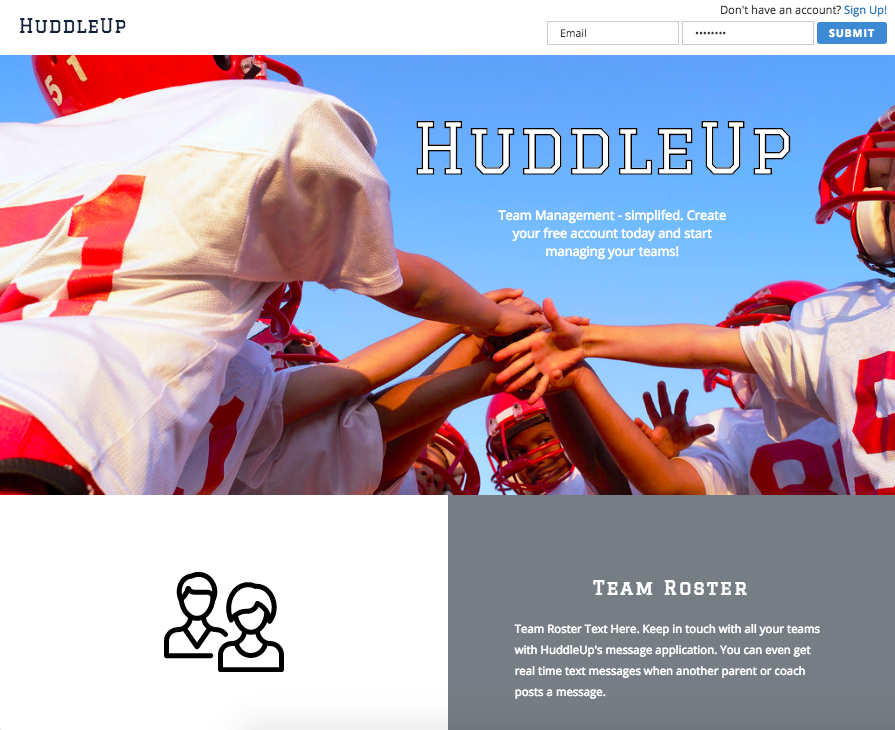 Don't have an account? Sign Up!
HuddleUp
Email
••••••••
SUBMIT
51
HuddleUp
Team Management - simplifed. Create
your free account today and start
managing your teams!
Team Roster
Team Roster Text Here. Keep in touch with all your teams
with HuddleUp's message application. You can even get
real time text messages when another parent or coach
posts a message.